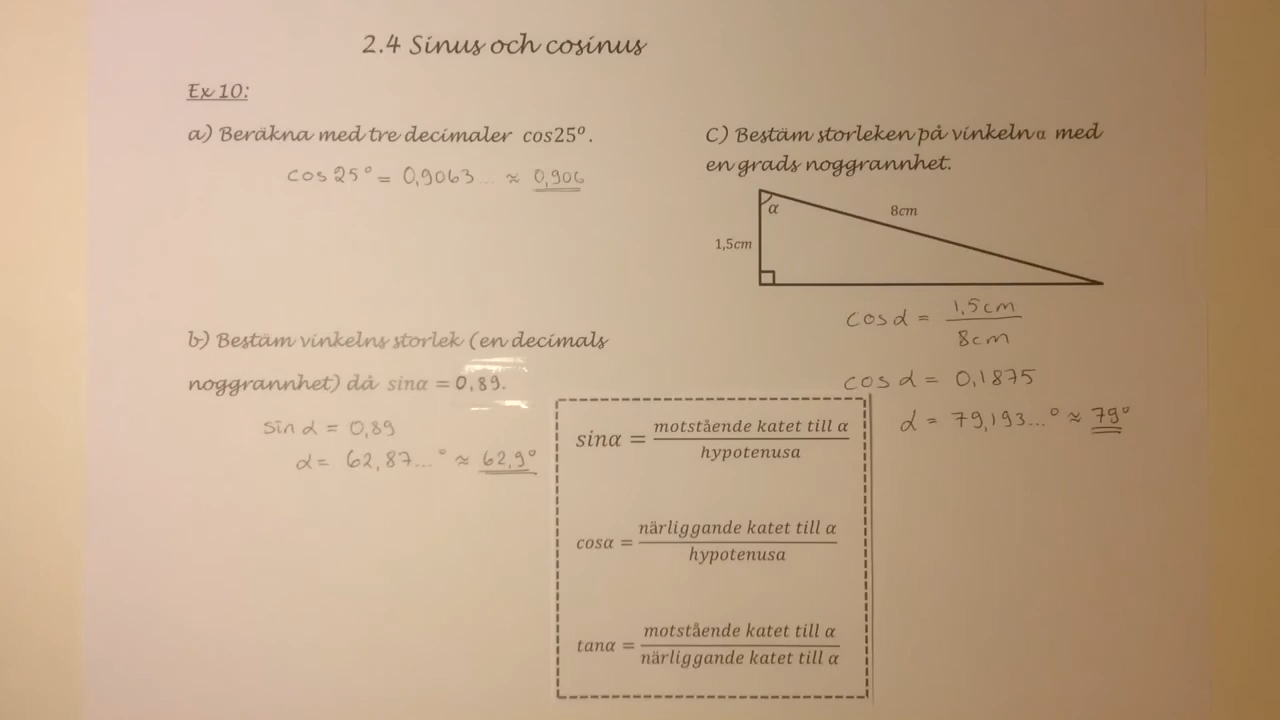 2.4 Sinus och cosinus
Ex 10:
a) Beräkna med tre decimaler cos25°.
cos 25° = 0,9063... ≈ 0,906
b) Bestäm vinkelns storlek (en decimals
noggrannhet) då sinα = 0,89.
sin α = 0,89
α = 62,87...° ≈ 62,9°
C) Bestäm storleken på vinkeln α med
en grads noggrannhet.
α
8cm
1,5cm
cos α = 1,5cm
8cm
cos α = 0,1875
α = 79,193...° ≈ 79°
sinα = motstående katet till α
hypotenusa
cosα = närliggande katet till α
hypotenusa
tanα = motstående katet till α
närliggande katet till α